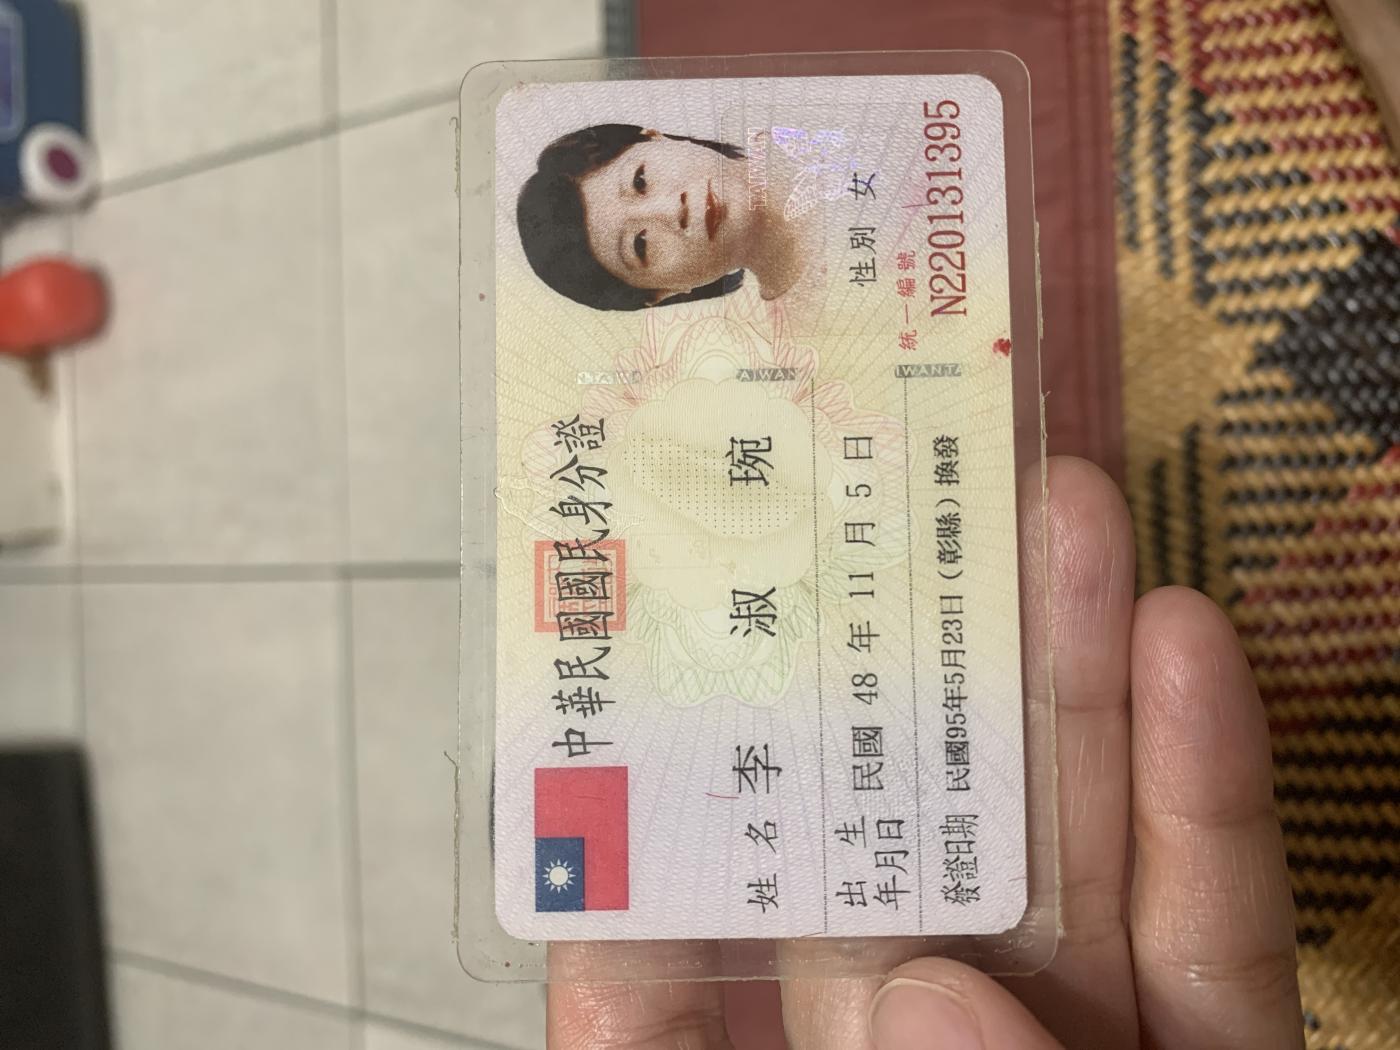 中華民國國民身分證
姓名 李淑琬
出生年月日 民國 48 年 11 月 5 日
性別 女
發證日期 民國95年5月23日（彰縣）換發
統一編號
N220131395
TAIWAN